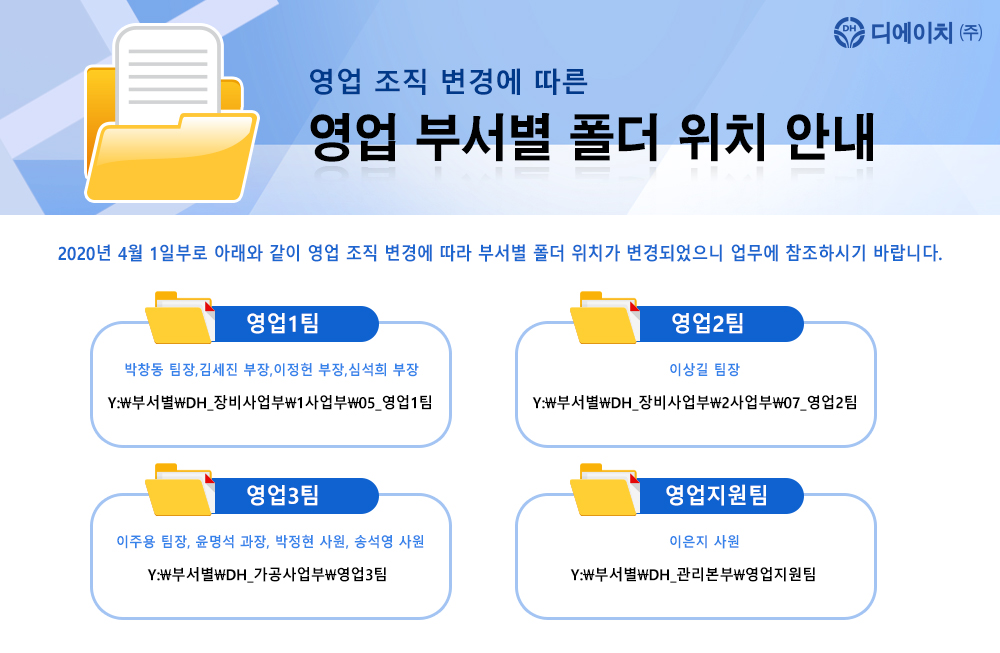 DH 디에이치 (주)
영업 조직 변경에 따른
영업 부서별 폴더 위치 안내
2020년 4월 1일부로 아래와 같이 영업 조직 변경에 따라 부서별 폴더 위치가 변경되었으니 업무에 참조하시기 바랍니다.
영업1팀
박창동 팀장,김세진 부장,이정헌 부장,심석희 부장
Y:₩부서별₩DH_장비사업부₩1사업부₩05_영업1팀
영업2팀
이상길 팀장
Y:₩부서별₩DH_장비사업부₩2사업부₩07_영업2팀
영업3팀
이주용 팀장, 윤명석 과장, 박정현 사원, 송석영 사원
Y:₩부서별₩DH_가공사업부₩영업3팀
영업지원팀
이은지 사원
Y:₩부서별₩DH_관리본부₩영업지원팀